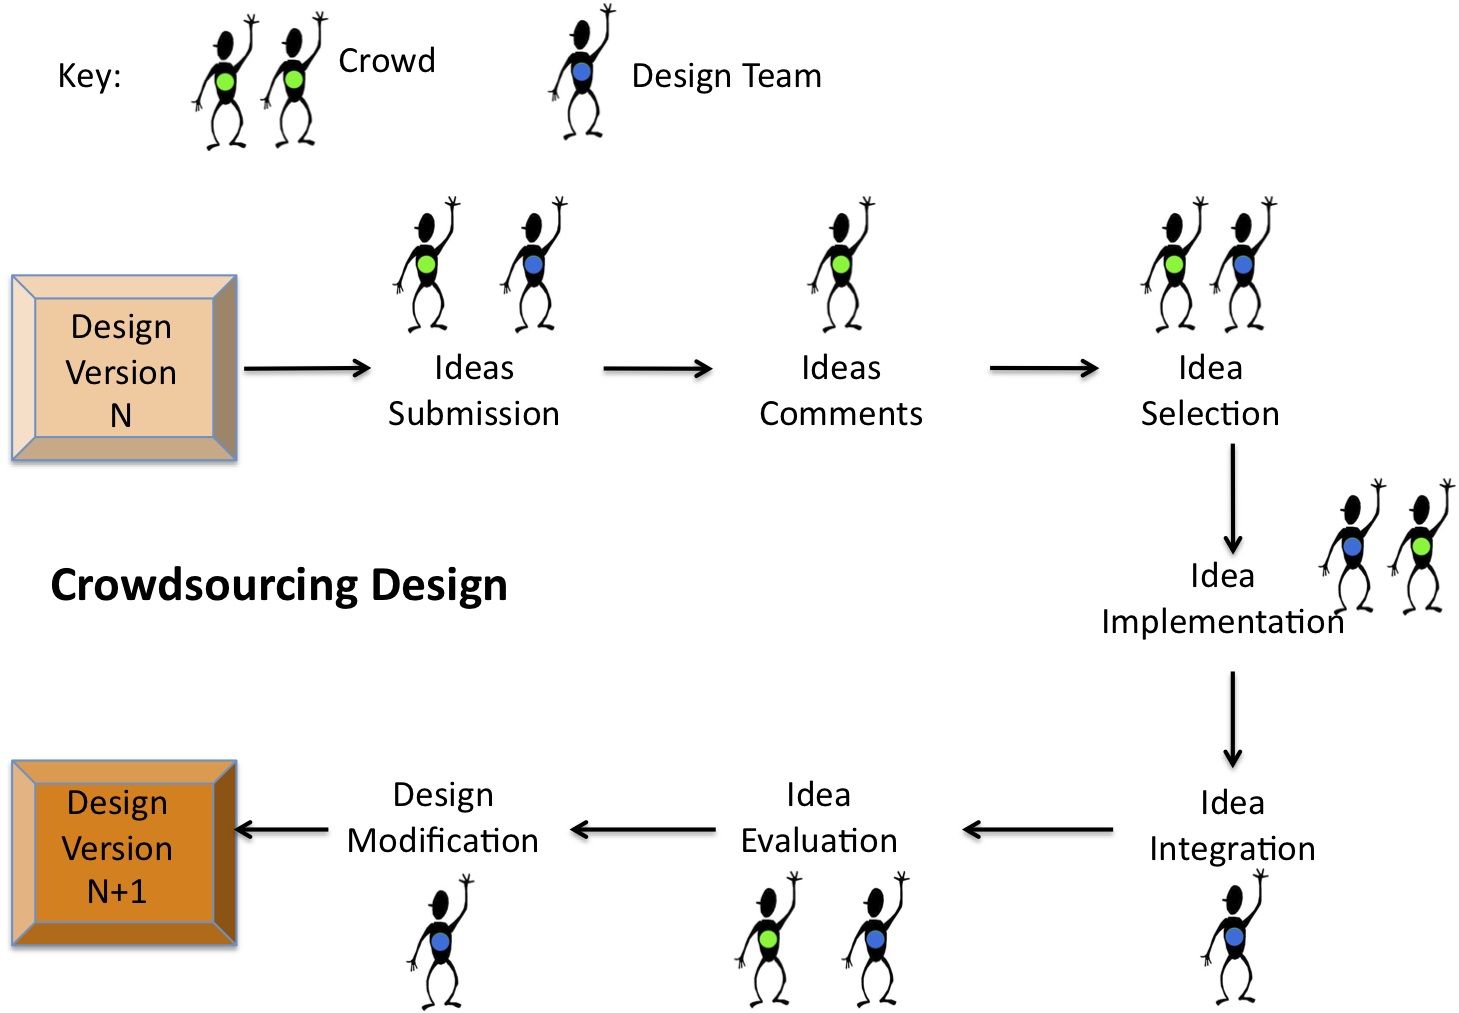 Key:
Crowd
Design Team
Design
Version
N
Ideas
Submission
Ideas
Comments
Idea
Selection
Crowdsourcing Design
Idea
Implementation
Design
Version
N+1
Design
Modification
Idea
Evaluation
Idea
Integration